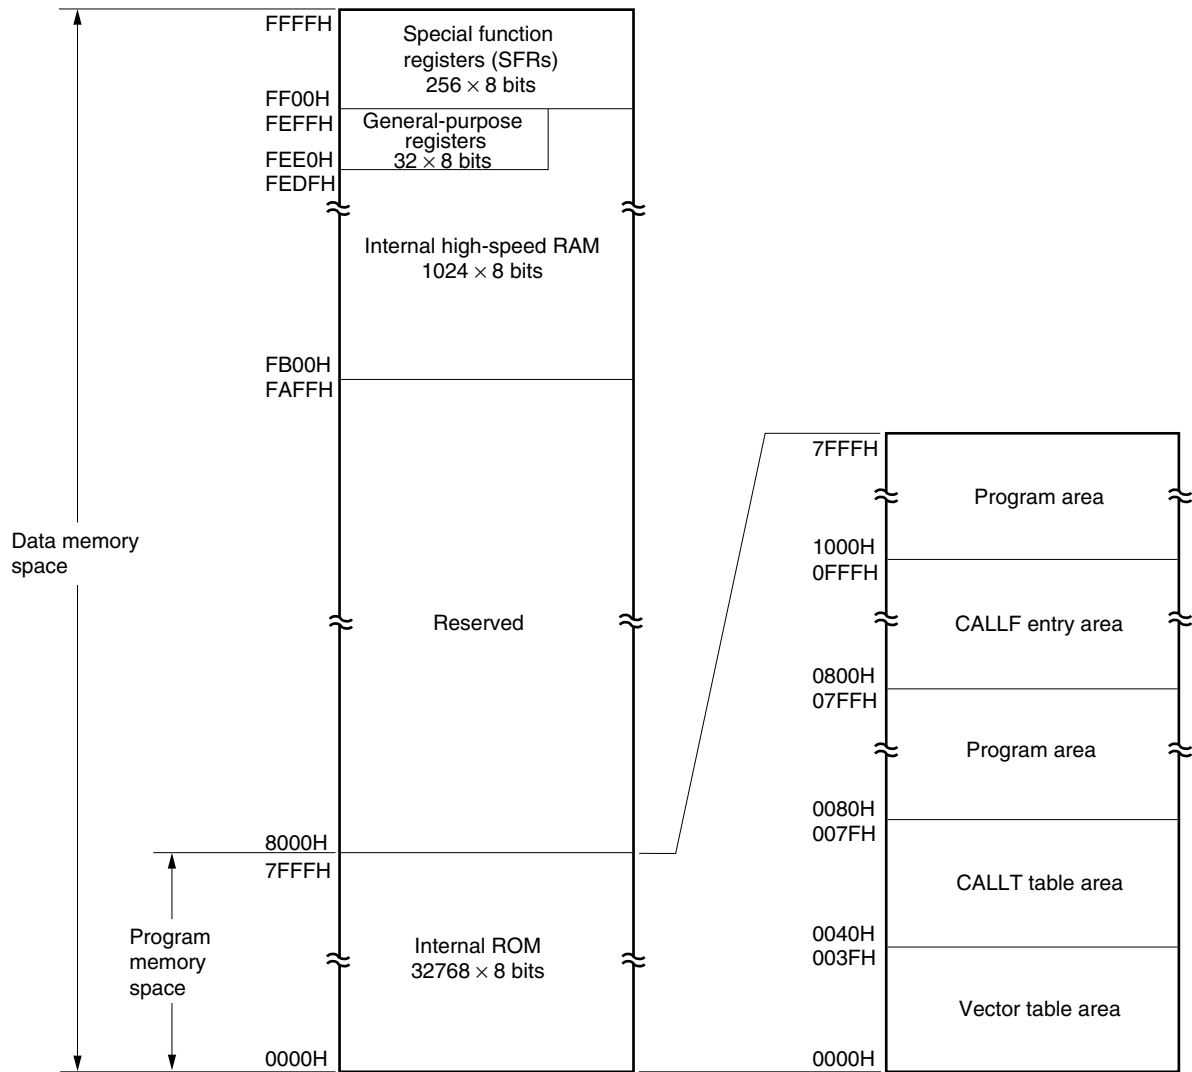 FFFFH
Special function
registers (SFRs)
256 × 8 bits
FF00H
FEFFH
General-purpose
registers
32 × 8 bits
FEE0H
FEDFH
Internal high-speed RAM
1024 × 8 bits
FB00H
FAFFH
Data memory
space
Reserved
8000H
7FFFH
Program
memory
space
Internal ROM
32768 × 8 bits
0000H
7FFFH
Program area
1000H
0FFFH
CALLF entry area
0800H
07FFH
Program area
0080H
007FH
CALLT table area
0040H
003FH
Vector table area
0000H